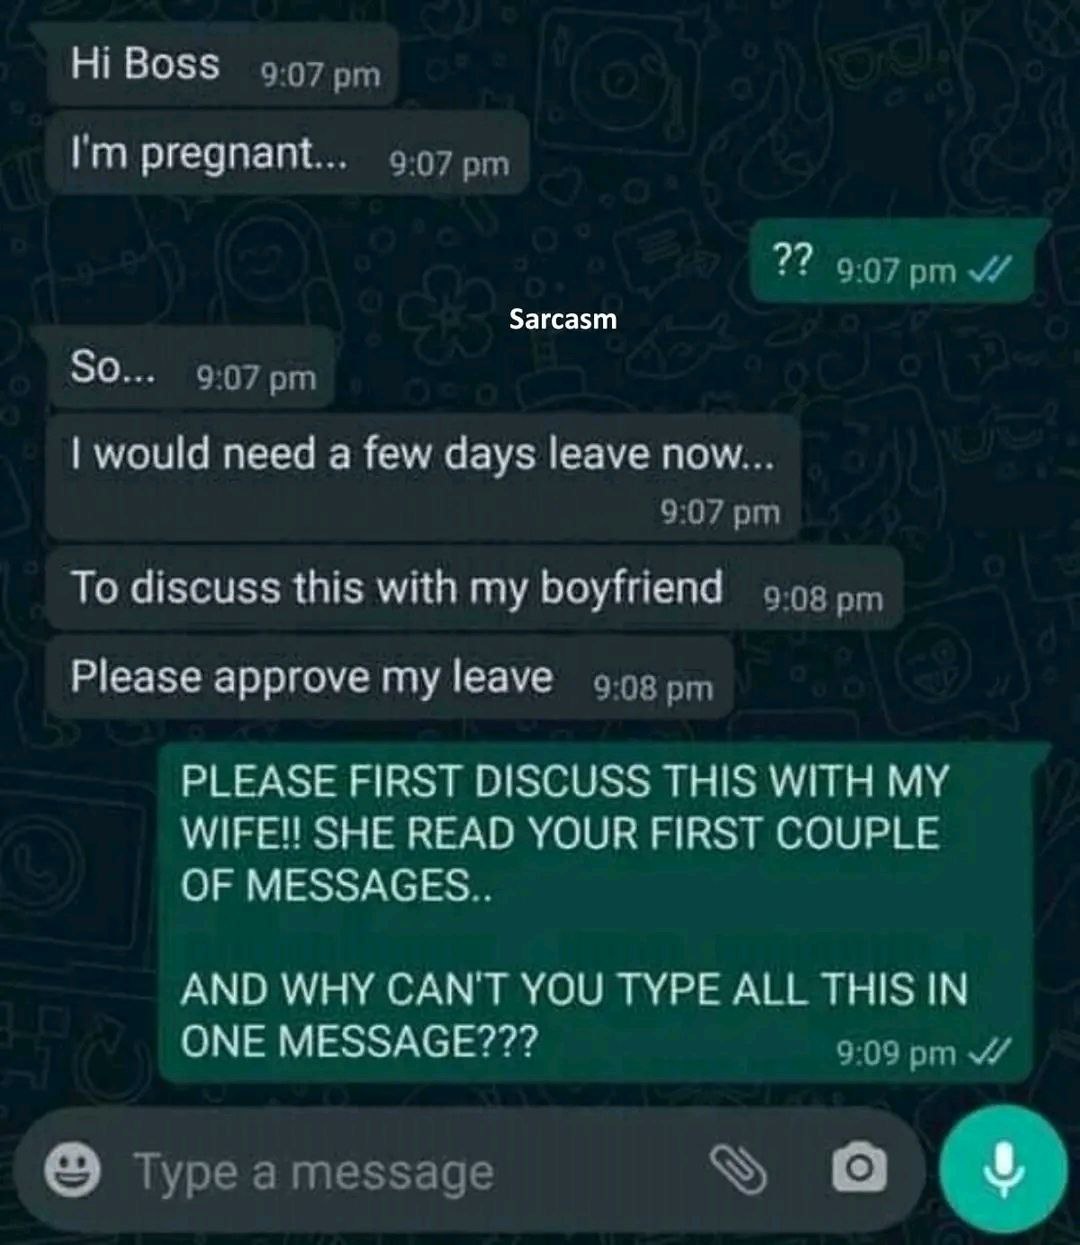 Hi Boss 9:07 pm
I'm pregnant... 9:07 pm
?? 9:07 pm
Sarcasm
So... 9:07 pm
I would need a few days leave now...
9:07 pm
To discuss this with my boyfriend 9:08 pm
Please approve my leave 9:08 pm
PLEASE FIRST DISCUSS THIS WITH MY
WIFE!! SHE READ YOUR FIRST COUPLE
OF MESSAGES..
AND WHY CAN'T YOU TYPE ALL THIS IN
ONE MESSAGE??? 9:09 pm
Type a message